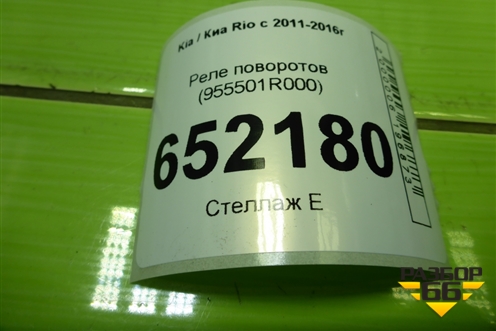 Kia / Киа Rio с 2011-2016г
Реле поворотов
(955501R000)
652180
Стеллаж Е
РАЗБОР
66